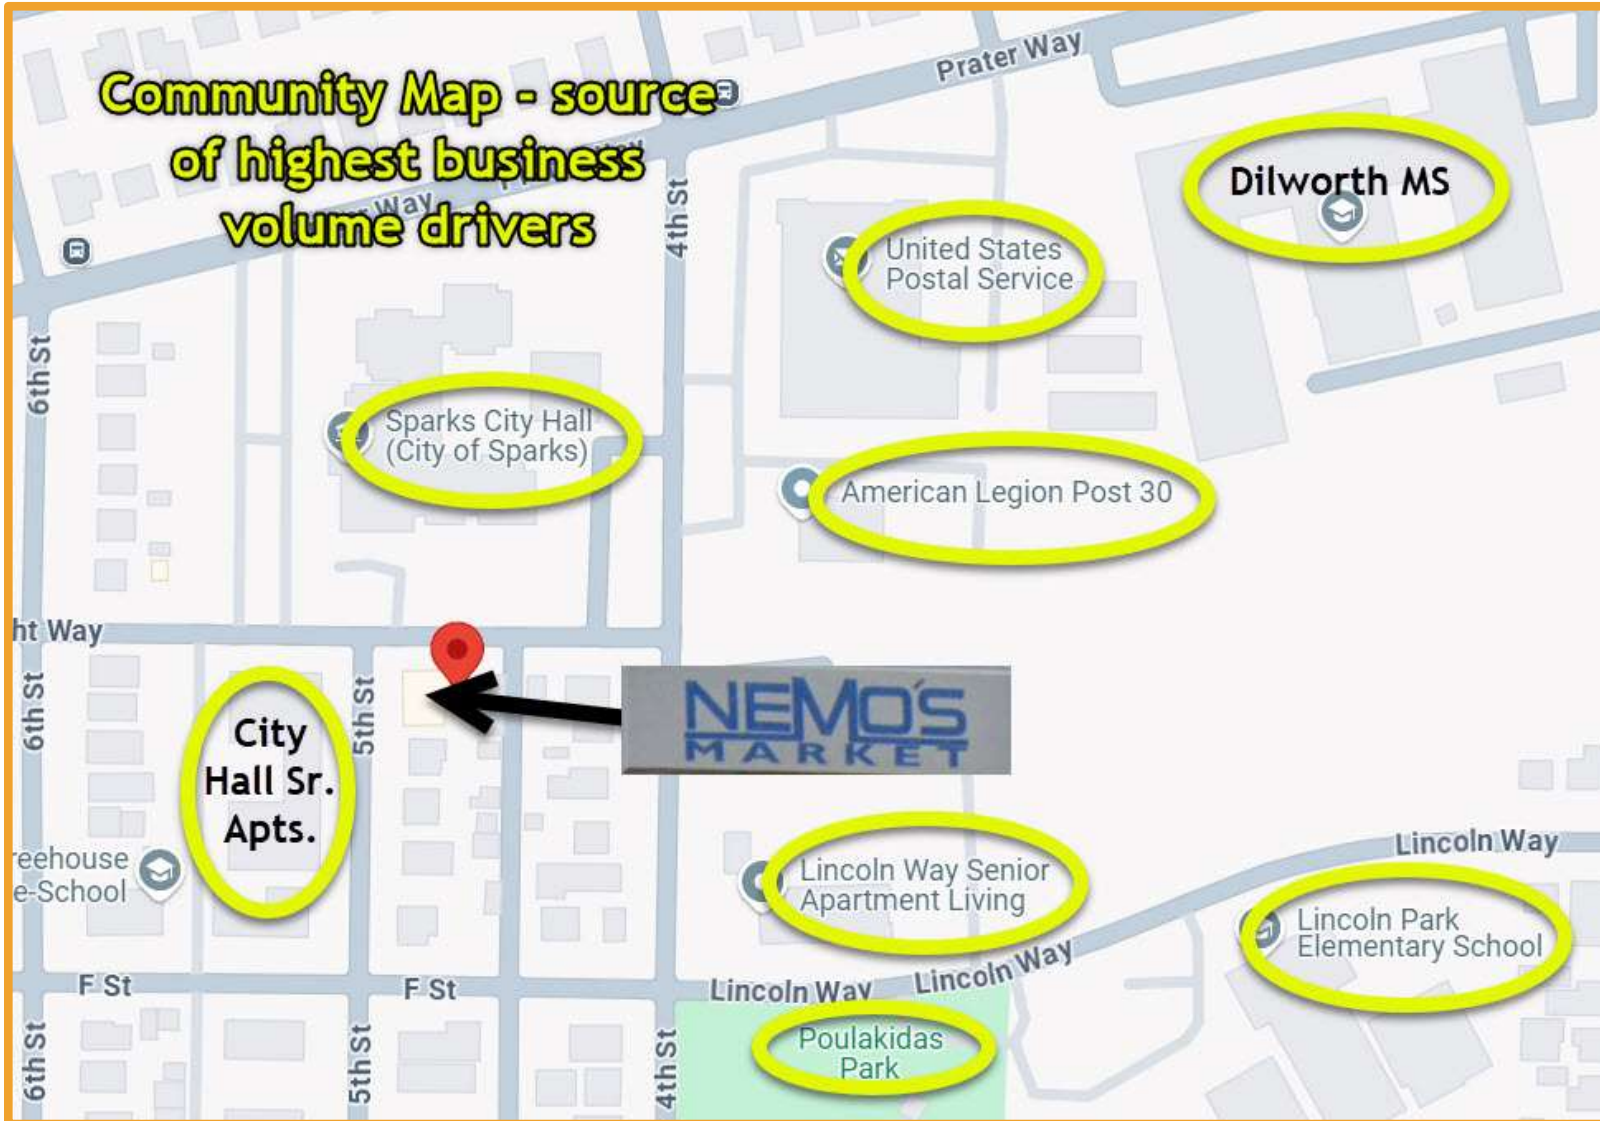 Community Map - source
of highest business
volume drivers
Prater Way
Way
4th St
Dilworth MS
United States
Postal Service
6th St
Sparks City Hall
(City of Sparks)
American Legion Post 30
ht Way
6th St
5th St
NEMO'S
MARKET
City
Hall Sr.
Apts.
reehouse
e-School
Lincoln Way Senior
Apartment Living
Lincoln Way
Lincoln Park
Elementary School
F St
F St
Lincoln Way
Lincoln Way
Poulakidas
Park
6th St
5th St
4th St